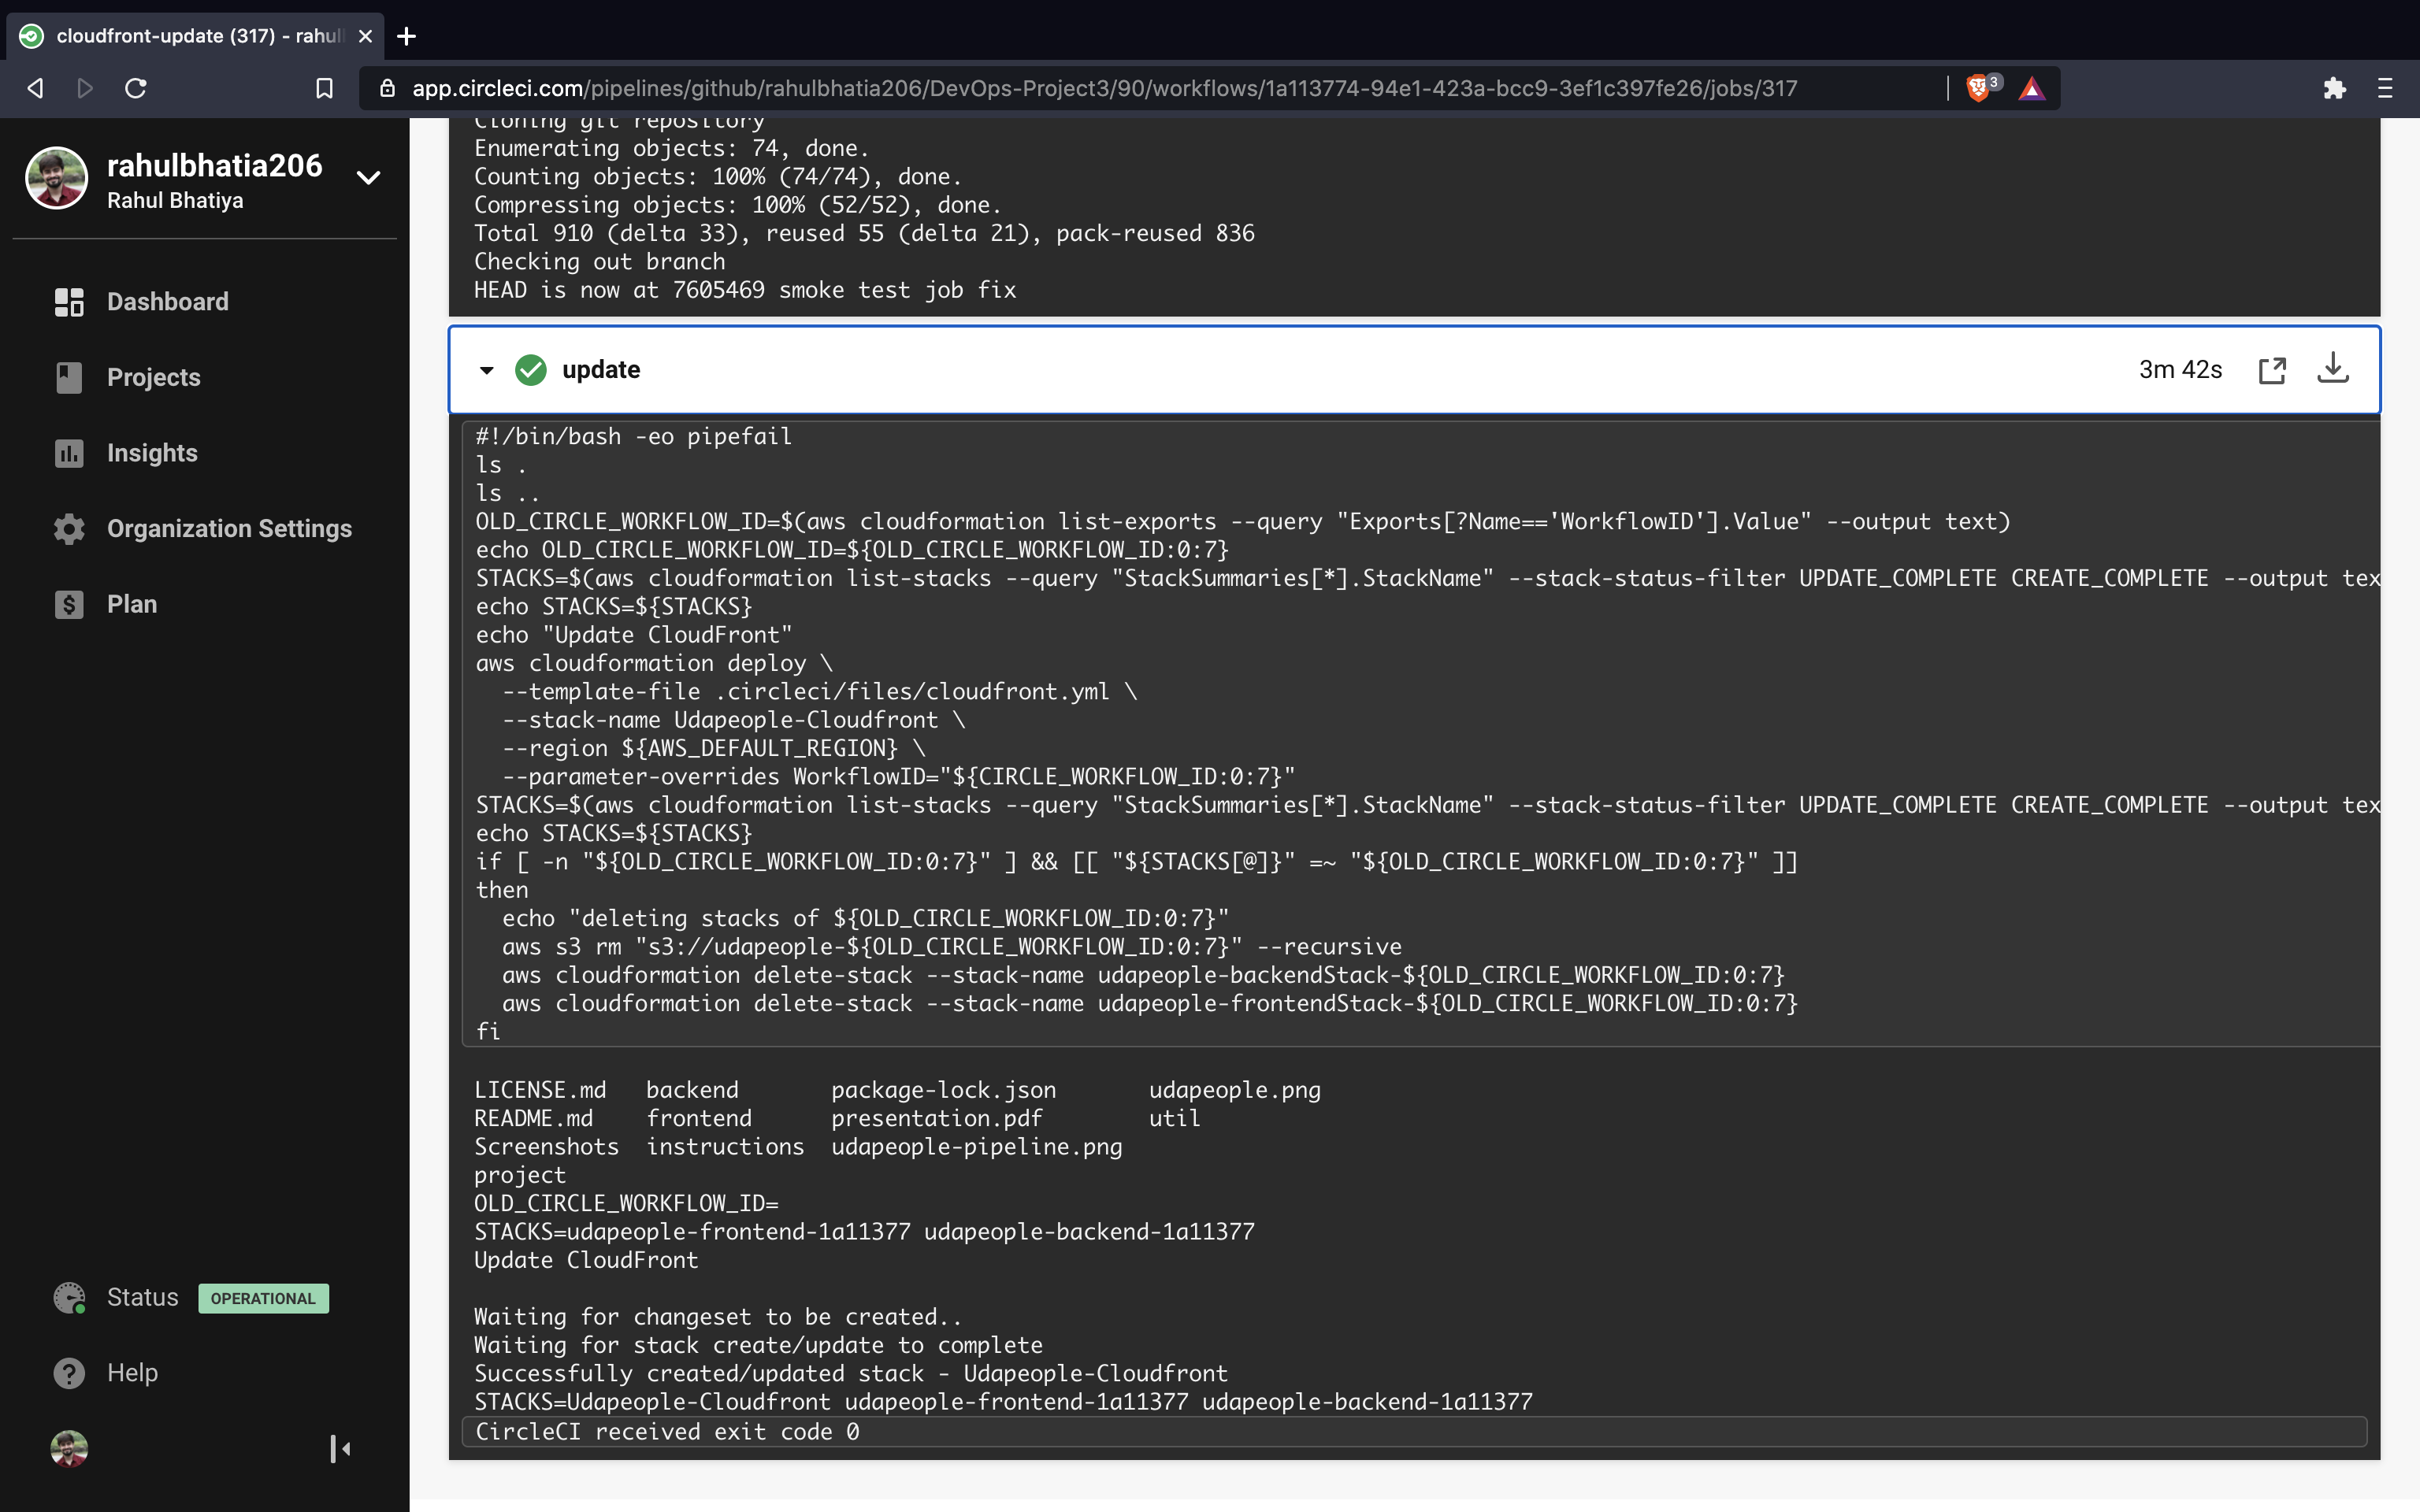 cloudfront-update (317) - rahul
app.circleci.com/pipelines/github/rahulbhatia206/DevOps-Project3/90/workflows/1a113774-94e1-423a-bcc9-3ef1c397fe26/jobs/317
3
rahulbhatia206
Rahul Bhatiya
Dashboard
Projects
Insights
Organization Settings
Plan
Status OPERATIONAL
Help
Cloning git repository
Enumerating objects: 74, done.
Counting objects: 100% (74/74), done.
Compressing objects: 100% (52/52), done.
Total 910 (delta 33), reused 55 (delta 21), pack-reused 836
Checking out branch
HEAD is now at 7605469 smoke test job fix
update 3m 42s
#!/bin/bash -eo pipefail
ls .
ls ..
OLD_CIRCLE_WORKFLOW_ID=$(aws cloudformation list-exports --query "Exports[?Name=='WorkflowID'].Value" --output text)
echo OLD_CIRCLE_WORKFLOW_ID=${OLD_CIRCLE_WORKFLOW_ID:0:7}
STACKS=$(aws cloudformation list-stacks --query "StackSummaries[*].StackName" --stack-status-filter UPDATE_COMPLETE CREATE_COMPLETE --output tex
echo STACKS=${STACKS}
echo "Update CloudFront"
aws cloudformation deploy \
  --template-file .circleci/files/cloudfront.yml \
  --stack-name Udapeople-Cloudfront \
  --region ${AWS_DEFAULT_REGION} \
  --parameter-overrides WorkflowID="${CIRCLE_WORKFLOW_ID:0:7}"
STACKS=$(aws cloudformation list-stacks --query "StackSummaries[*].StackName" --stack-status-filter UPDATE_COMPLETE CREATE_COMPLETE --output tex
echo STACKS=${STACKS}
if [ -n "${OLD_CIRCLE_WORKFLOW_ID:0:7}" ] && [[ "${STACKS[@]}" =~ "${OLD_CIRCLE_WORKFLOW_ID:0:7}" ]]
then
  echo "deleting stacks of ${OLD_CIRCLE_WORKFLOW_ID:0:7}"
  aws s3 rm "s3://udapeople-${OLD_CIRCLE_WORKFLOW_ID:0:7}" --recursive
  aws cloudformation delete-stack --stack-name udapeople-backendStack-${OLD_CIRCLE_WORKFLOW_ID:0:7}
  aws cloudformation delete-stack --stack-name udapeople-frontendStack-${OLD_CIRCLE_WORKFLOW_ID:0:7}
fi
LICENSE.md   backend       package-lock.json       udapeople.png
README.md    frontend      presentation.pdf        util
Screenshots  instructions  udapeople-pipeline.png
project
OLD_CIRCLE_WORKFLOW_ID=
STACKS=udapeople-frontend-1a11377 udapeople-backend-1a11377
Update CloudFront
Waiting for changeset to be created..
Waiting for stack create/update to complete
Successfully created/updated stack - Udapeople-Cloudfront
STACKS=Udapeople-Cloudfront udapeople-frontend-1a11377 udapeople-backend-1a11377
CircleCI received exit code 0